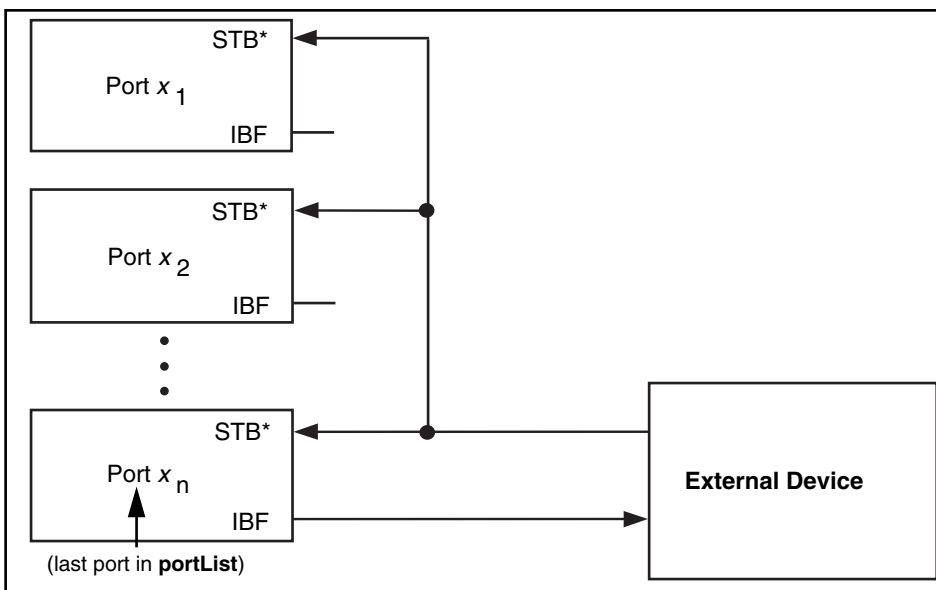 STB*
Port x 1
IBF
STB*
Port x 2
IBF
STB*
Port x n
IBF
External Device
(last port in portList)